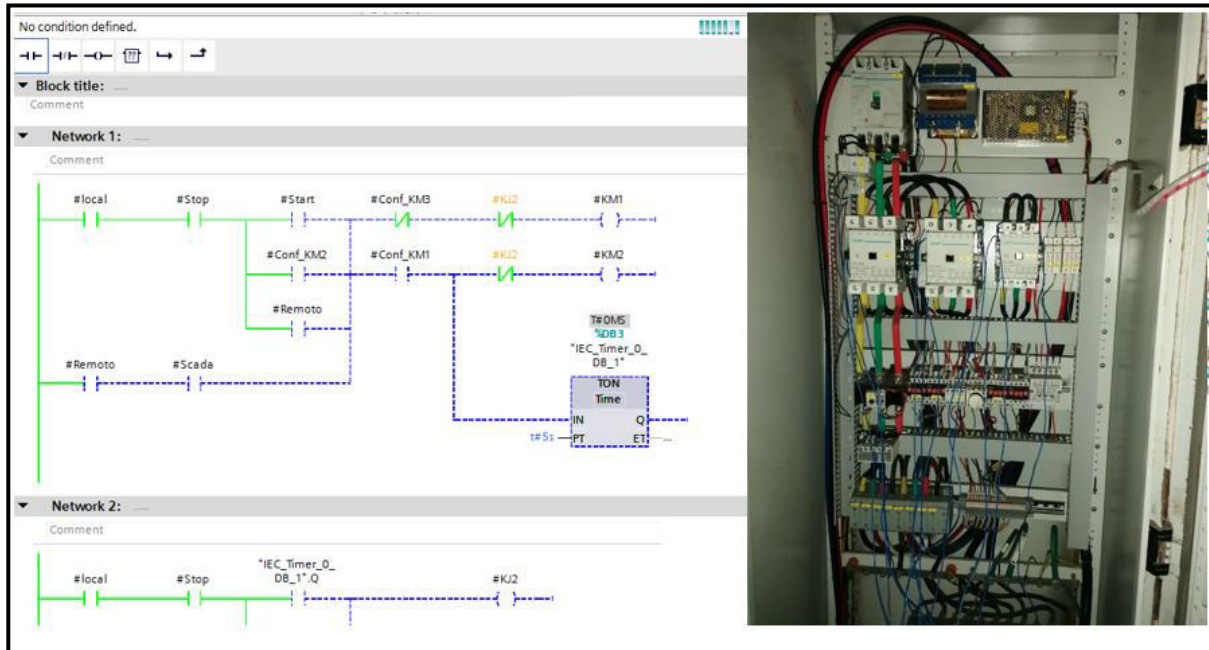 No condition defined.
??
Block title: ......
Comment
Network 1: ......
Comment
#local #Stop #Start #Conf_KM3 #KJ2 #KM1
#Conf_KM2 #Conf_KM1 #KJ2 #KM2
#Remoto
T#0MS
%DB3
"IEC_Timer_0_
DB_1"
#Remoto #Scada
TON
Time
IN Q
t#5s PT ET ...
Network 2: ......
Comment
"IEC_Timer_0_
#local #Stop DB_1".Q #KJ2